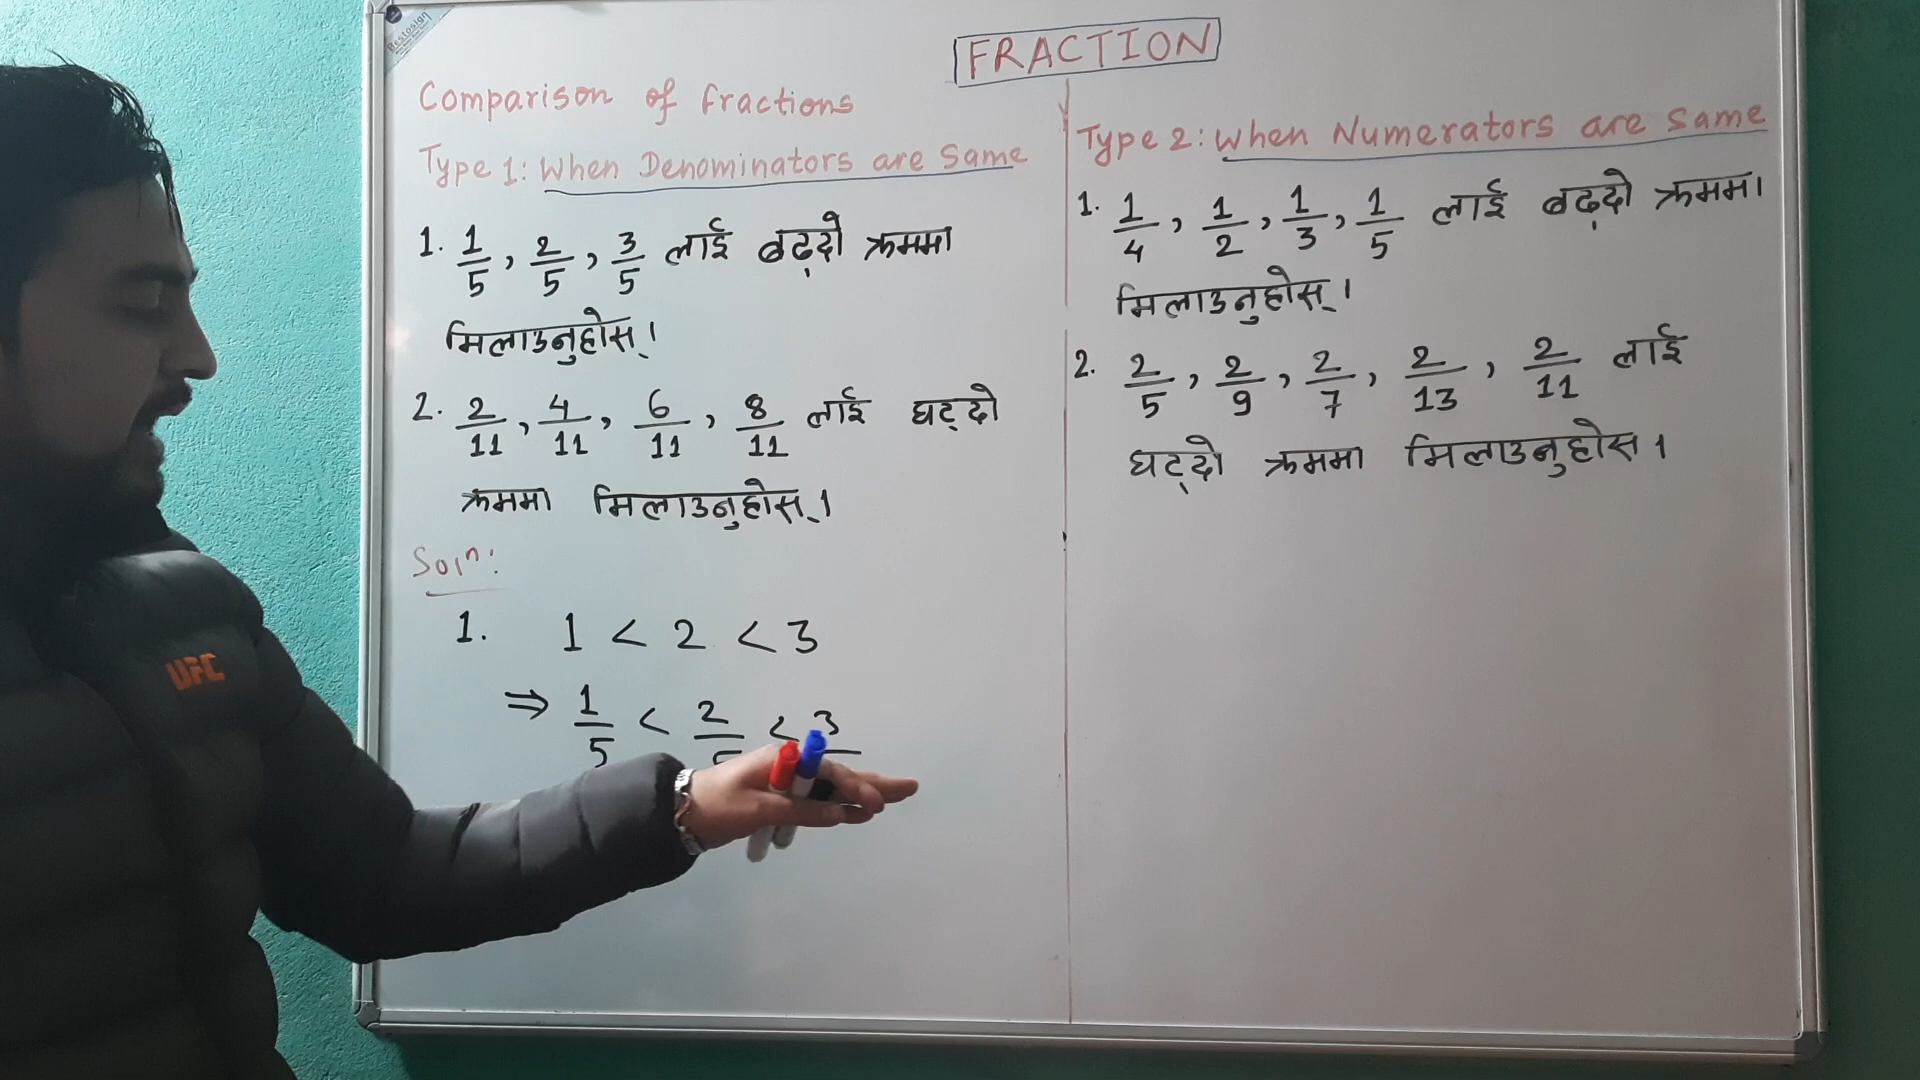 Bestosign
FRACTION
Comparison of fractions
Type 1: When Denominators are Same
1. 1/5, 2/5, 3/5 लाई बढ्दो क्रममा
मिलाउनुहोस्।
2. 2/11, 4/11, 6/11, 8/11 लाई घट्दो
क्रममा मिलाउनुहोस्।
Solⁿ:
1. 1 < 2 < 3
⇒ 1/5 < 2/5 < 3
Type 2: When Numerators are Same
1. 1/4, 1/2, 1/3, 1/5 लाई बढ्दो क्रममा
मिलाउनुहोस्।
2. 2/5, 2/9, 2/7, 2/13, 2/11 लाई
घट्दो क्रममा मिलाउनुहोस।
UFC